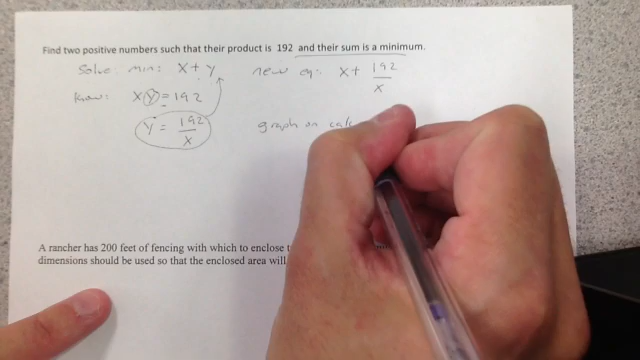 Find two positive numbers such that their product is 192 and their sum is a minimum.
Solve min: x + y
new eq: x + 192/x
Know: xy = 192
y = 192/x
graph on calc
A rancher has 200 feet of fencing with which to enclose
dimensions should be used so that the enclosed area will